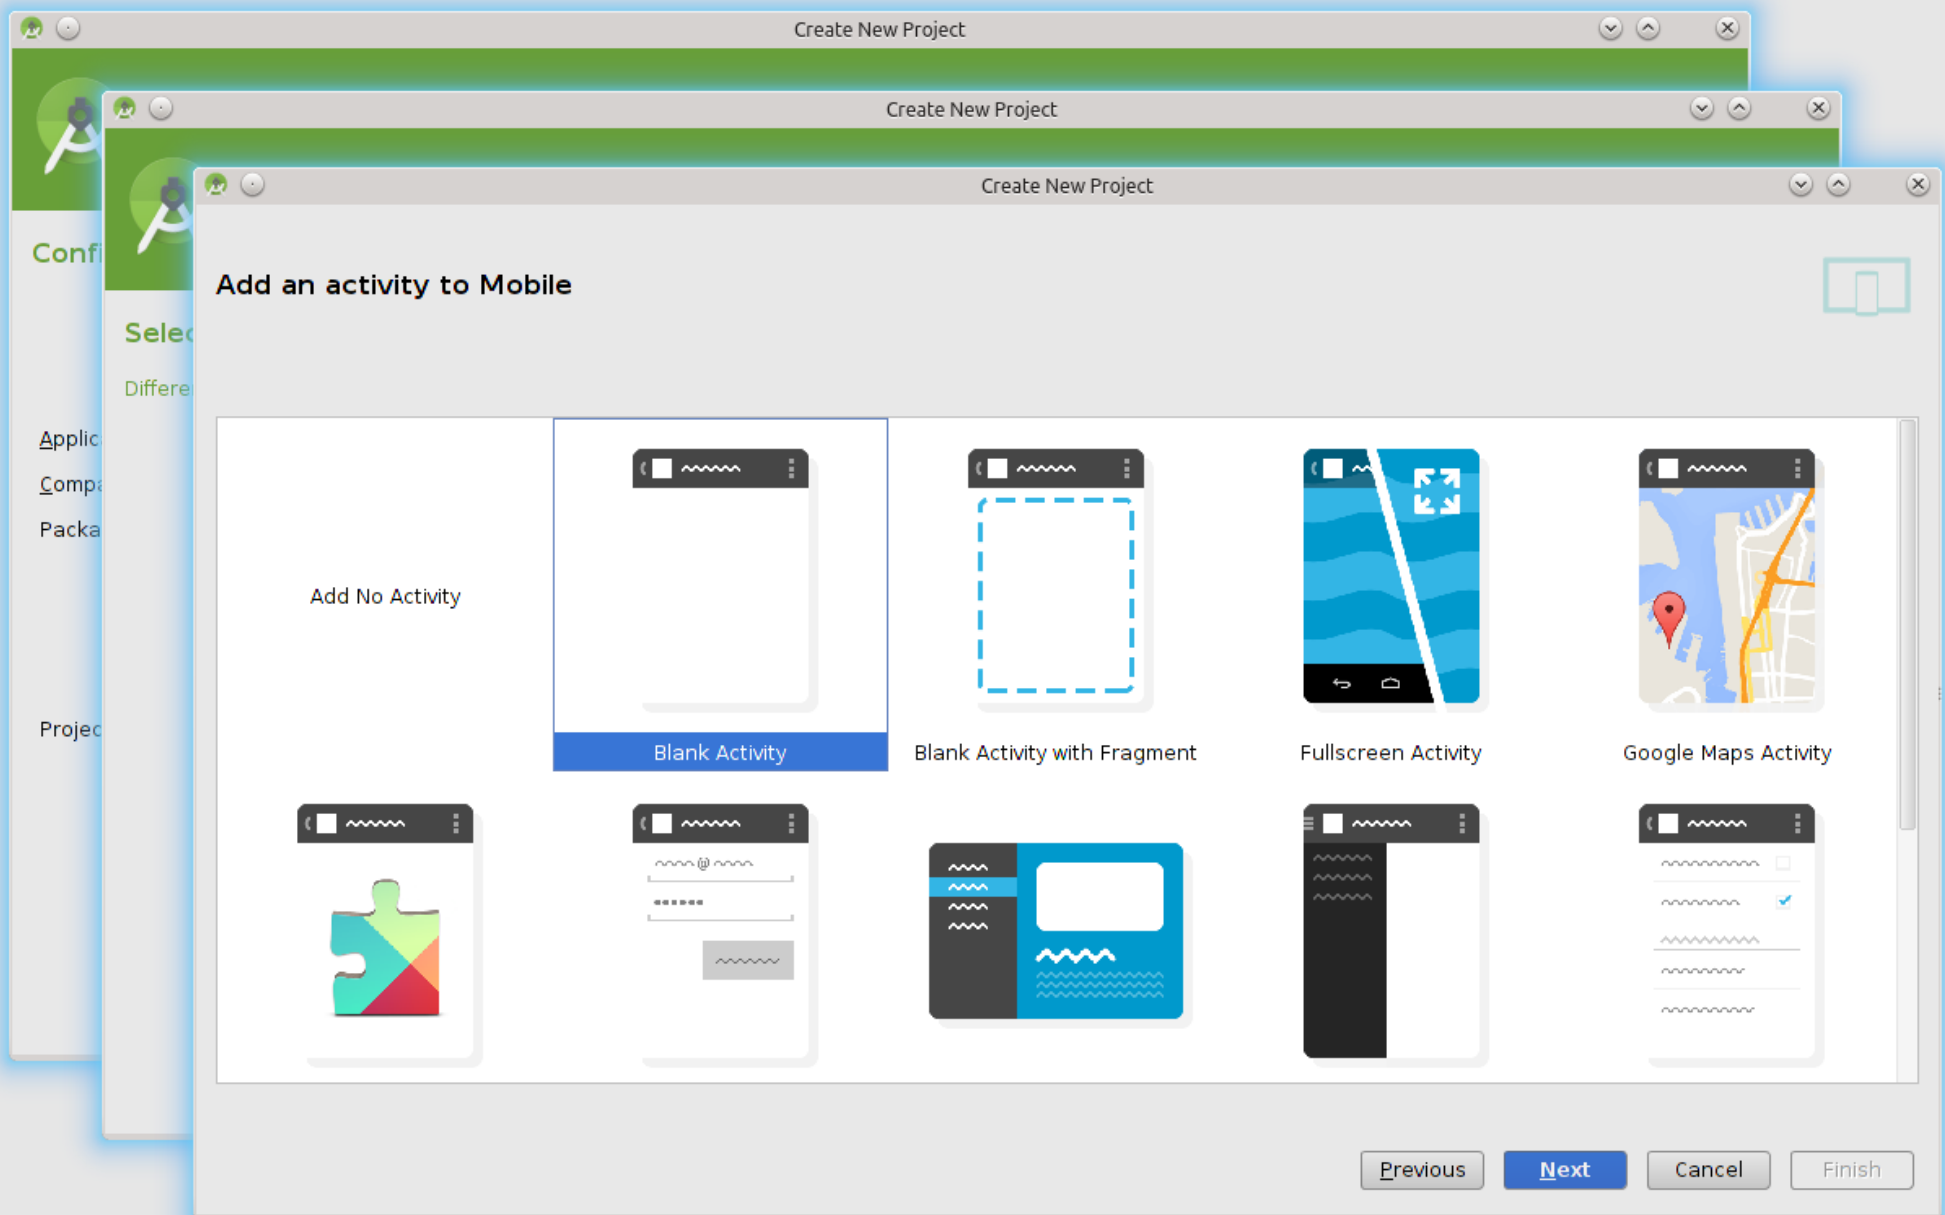 Create New Project
Create New Project
Create New Project
Confi
Selec
Differe
Applic
Compa
Packa
Projec
Add an activity to Mobile
Add No Activity
Blank Activity
Blank Activity with Fragment
Fullscreen Activity
Google Maps Activity
@
Previous
Next
Cancel
Finish